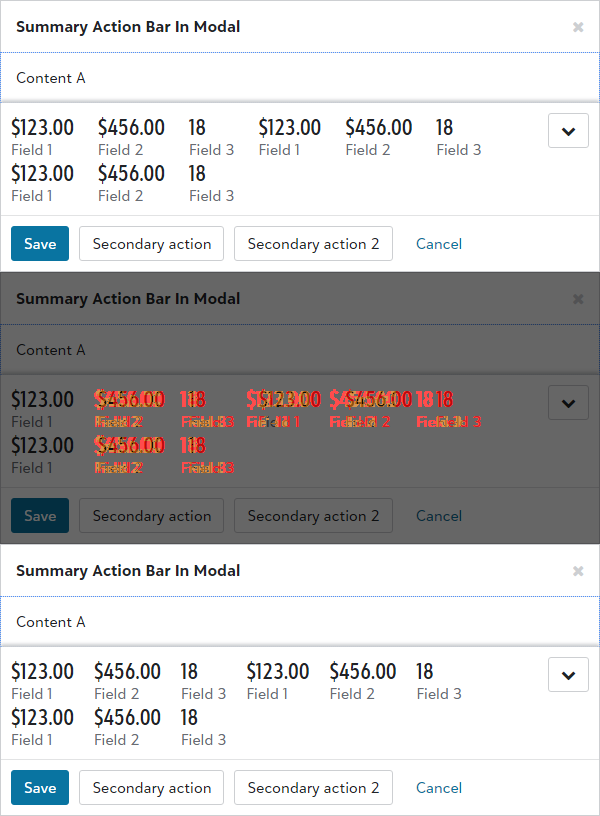 Summary Action Bar In Modal ✖
Content A
$123.00 $456.00 18 $123.00 $456.00 18
Field 1 Field 2 Field 3 Field 1 Field 2 Field 3
$123.00 $456.00 18
Field 1 Field 2 Field 3
Save Secondary action Secondary action 2 Cancel
Summary Action Bar In Modal ✖
Content A
$123.00 $456.00 18 $123.00 $456.00 18
Field 1 Field 2 Field 3 Field 1 Field 2 Field 3
$123.00 $456.00 18
Field 1 Field 2 Field 3
Save Secondary action Secondary action 2 Cancel
Summary Action Bar In Modal ✖
Content A
$123.00 $456.00 18 $123.00 $456.00 18
Field 1 Field 2 Field 3 Field 1 Field 2 Field 3
$123.00 $456.00 18
Field 1 Field 2 Field 3
Save Secondary action Secondary action 2 Cancel